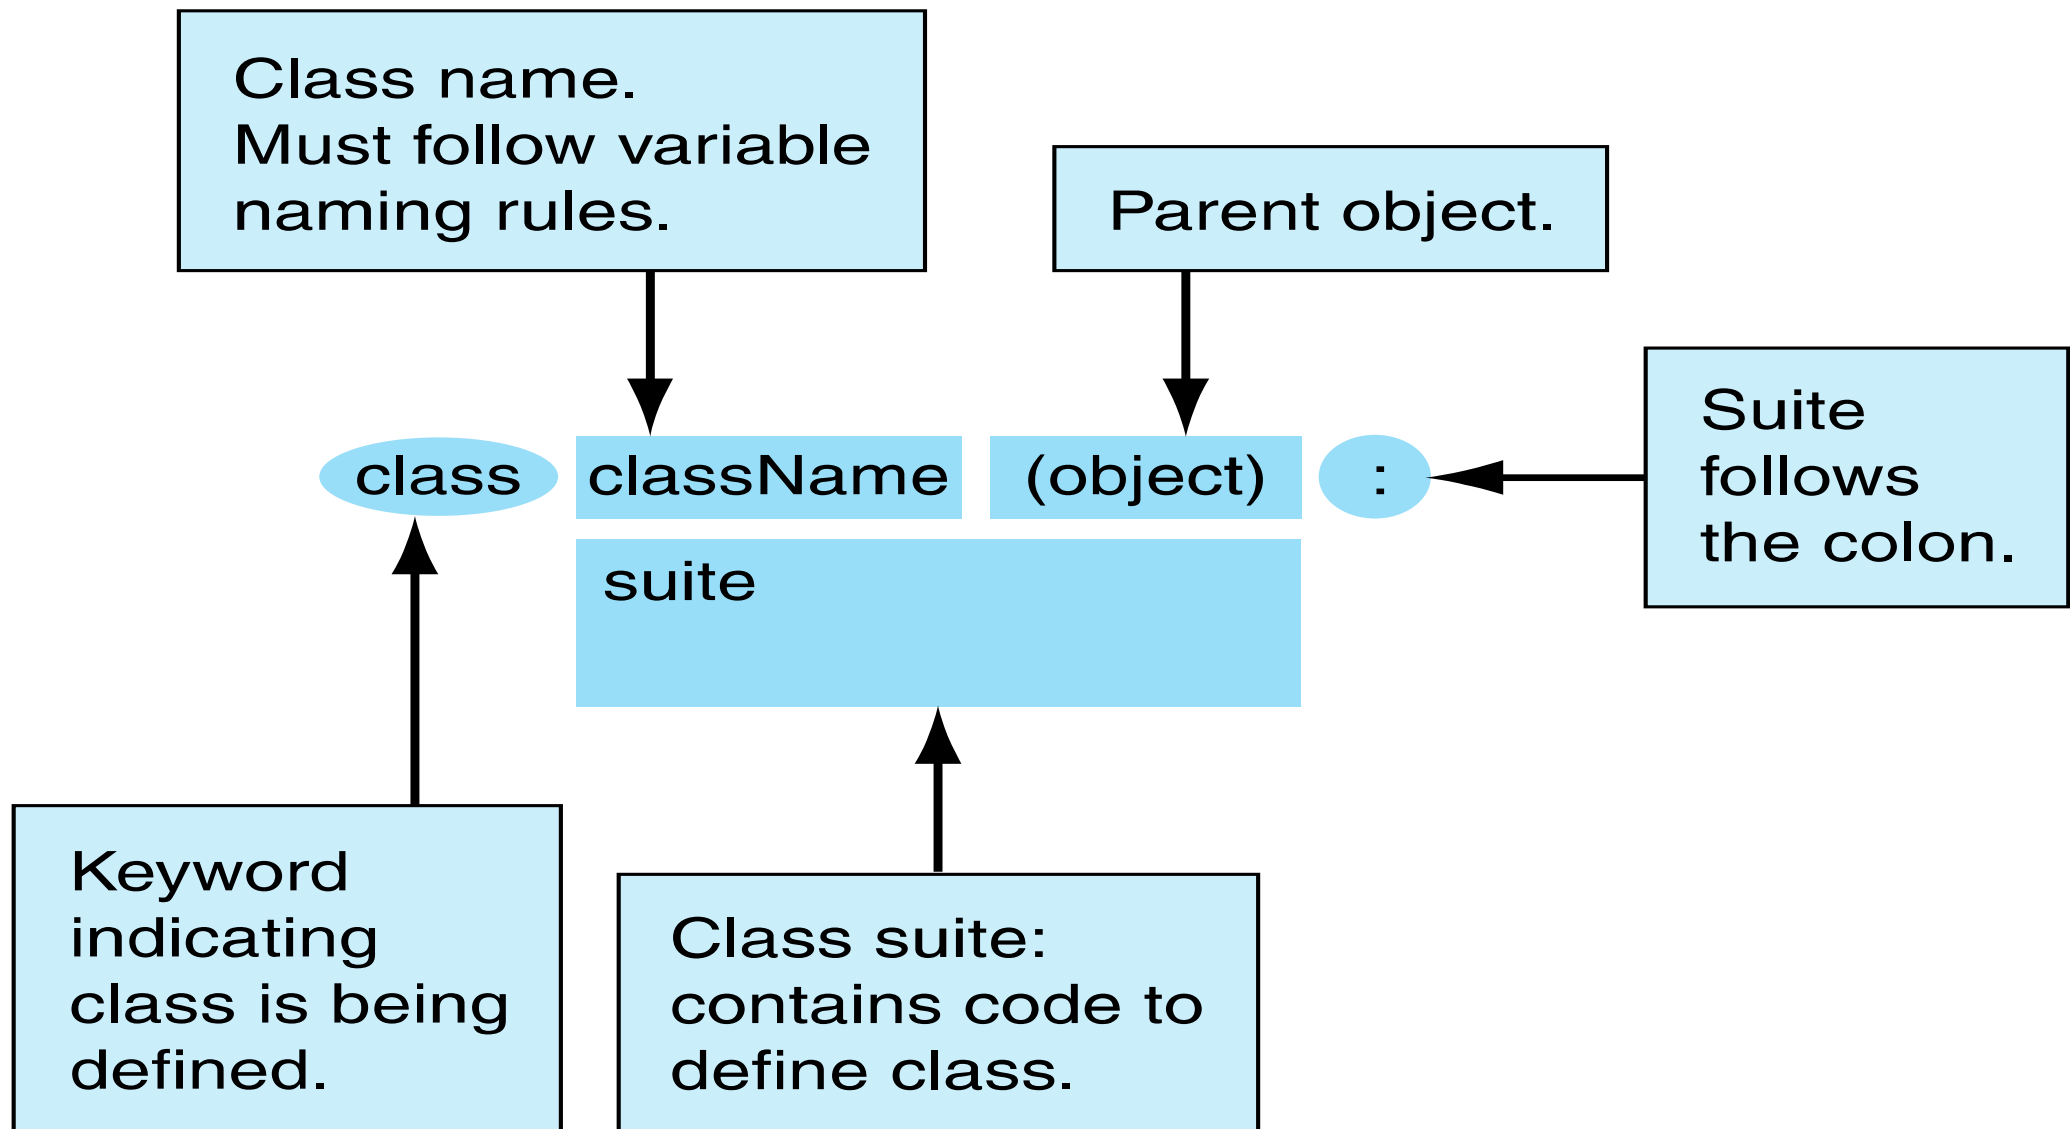 Class name.
Must follow variable
naming rules.
Parent object.
class className (object) :
Suite
follows
the colon.
suite
Keyword
indicating
class is being
defined.
Class suite:
contains code to
define class.